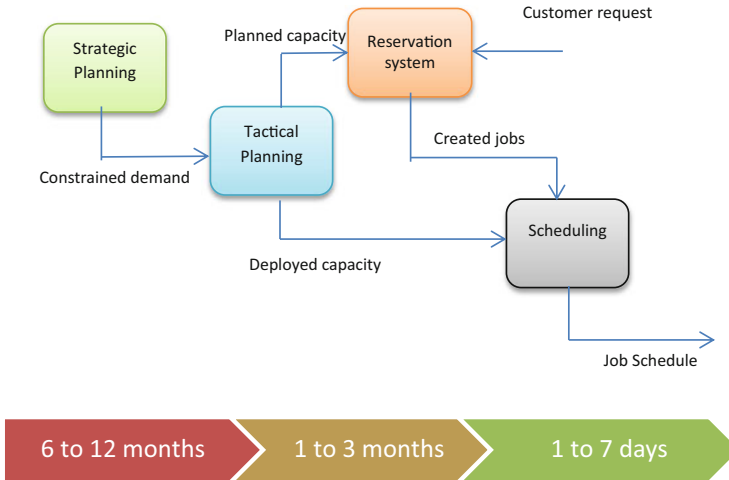 Customer request
Planned capacity
Reservation
system
Strategic
Planning
Tactical
Planning
Created jobs
Constrained demand
Scheduling
Deployed capacity
Job Schedule
6 to 12 months
1 to 3 months
1 to 7 days